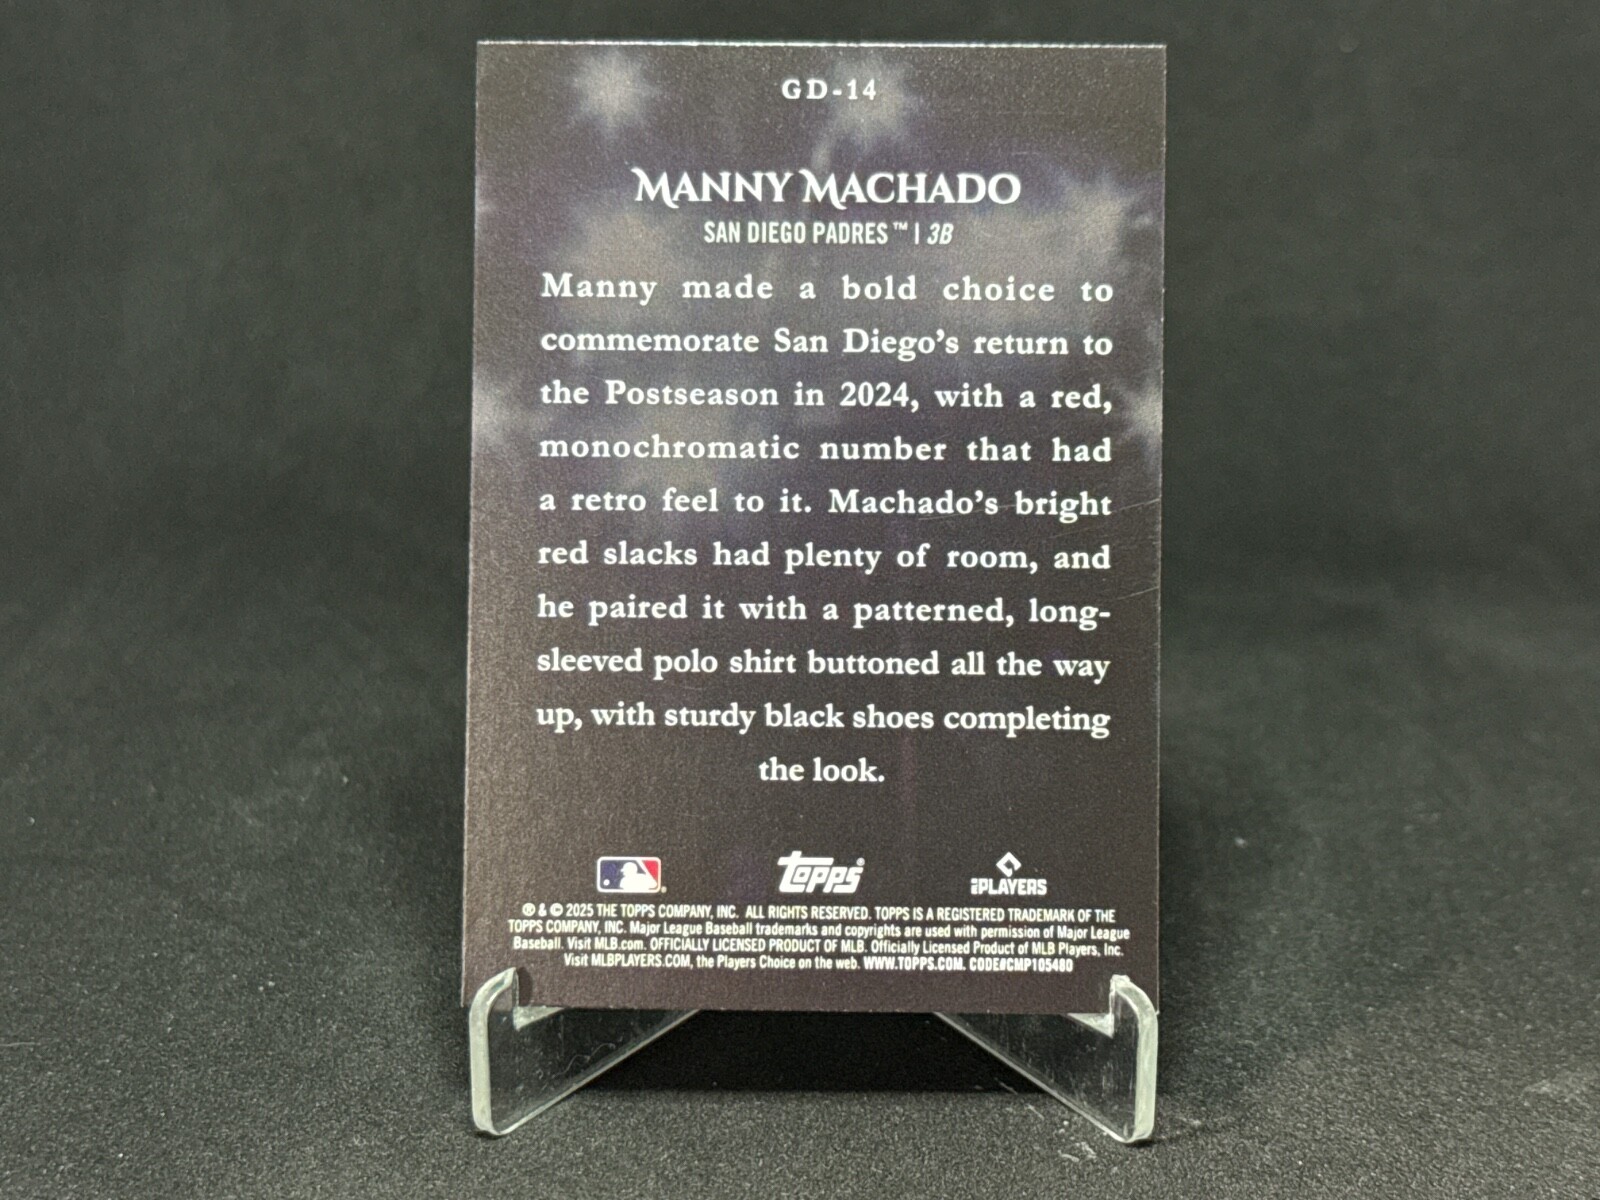 GD-14
MANNY MACHADO
SAN DIEGO PADRES™ | 3B
Manny made a bold choice to
commemorate San Diego's return to
the Postseason in 2024, with a red,
monochromatic number that had
a retro feel to it. Machado's bright
red slacks had plenty of room, and
he paired it with a patterned, long-
sleeved polo shirt buttoned all the way
up, with sturdy black shoes completing
the look.
Topps®
MLBPLAYERS
® & © 2025 THE TOPPS COMPANY, INC. ALL RIGHTS RESERVED. TOPPS IS A REGISTERED TRADEMARK OF THE
TOPPS COMPANY, INC. Major League Baseball trademarks and copyrights are used with permission of Major League
Baseball. Visit MLB.com. OFFICIALLY LICENSED PRODUCT OF MLB. Officially Licensed Product of MLB Players, Inc.
Visit MLBPLAYERS.COM, the Players Choice on the web. WWW.TOPPS.COM. CODE#CMP105480